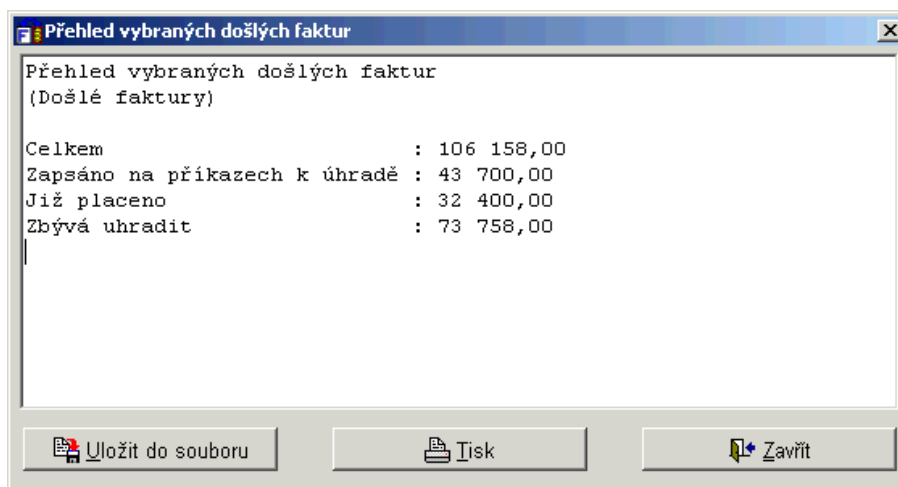 Přehled vybraných došlých faktur
Přehled vybraných došlých faktur
(Došlé faktury)
Celkem : 106 158,00
Zapsáno na příkazech k úhradě : 43 700,00
Již placeno : 32 400,00
Zbývá uhradit : 73 758,00
Uložit do souboru Tisk Zavřít